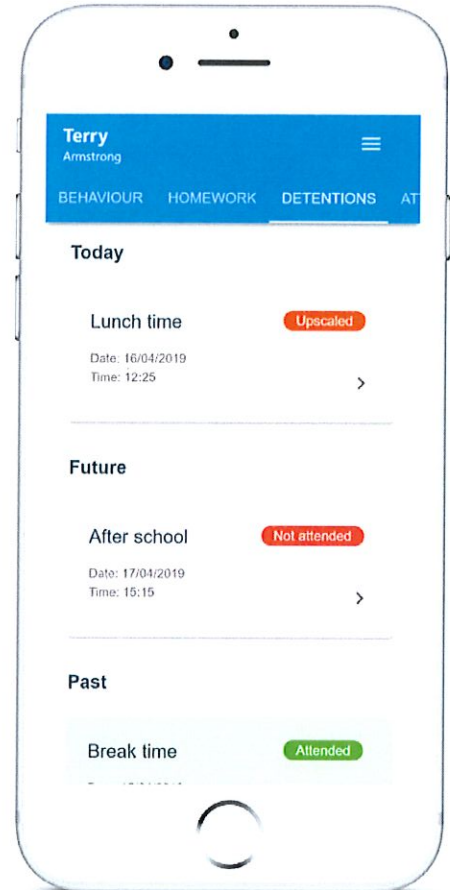 Terry
Armstrong
BEHAVIOUR HOMEWORK DETENTIONS AT
Today
Lunch time Upscaled
Date: 16/04/2019
Time: 12:25
Future
After school Not attended
Date: 17/04/2019
Time: 15:15
Past
Break time Attended